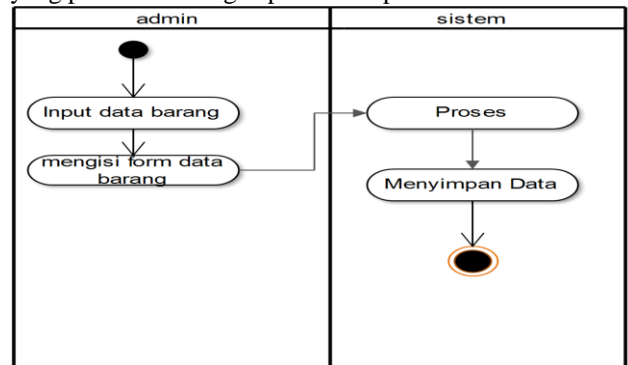 admin
sistem
Input data barang
Proses
mengisi form data
barang
Menyimpan Data